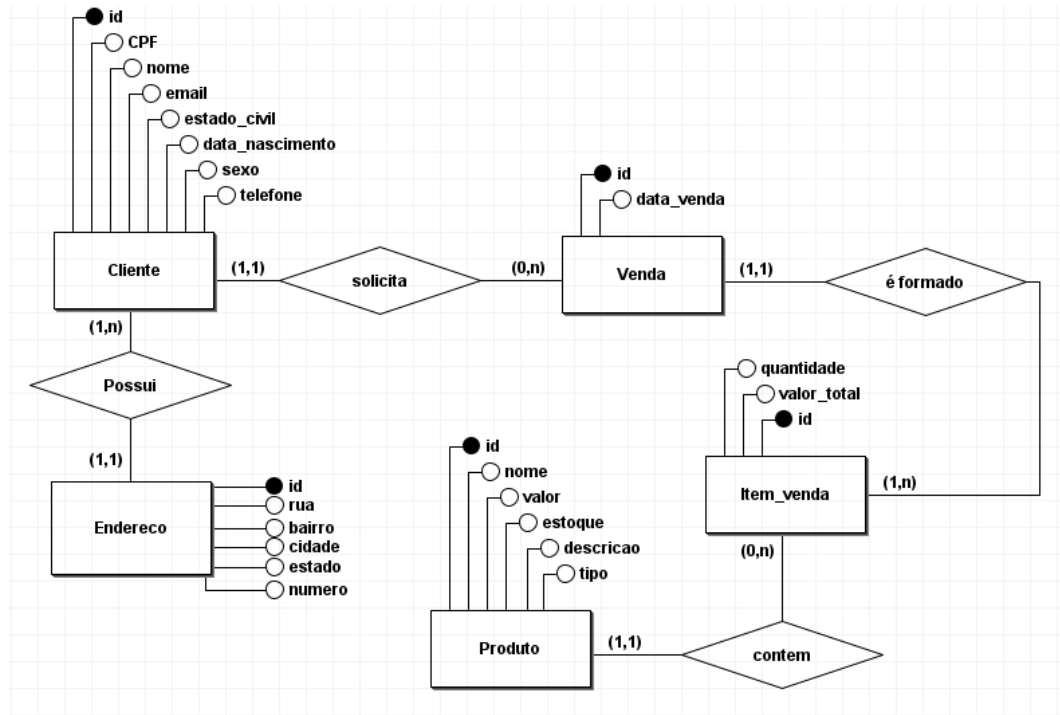 id
CPF
nome
email
estado_civil
data_nascimento
sexo
telefone
Cliente
(1,1)
solicita
(0,n)
id
data_venda
Venda
(1,1)
é formado
(1,n)
Possui
(1,1)
Endereco
id
rua
bairro
cidade
estado
numero
quantidade
valor_total
id
Item_venda
(1,n)
(0,n)
contem
id
nome
valor
estoque
descricao
tipo
Produto
(1,1)